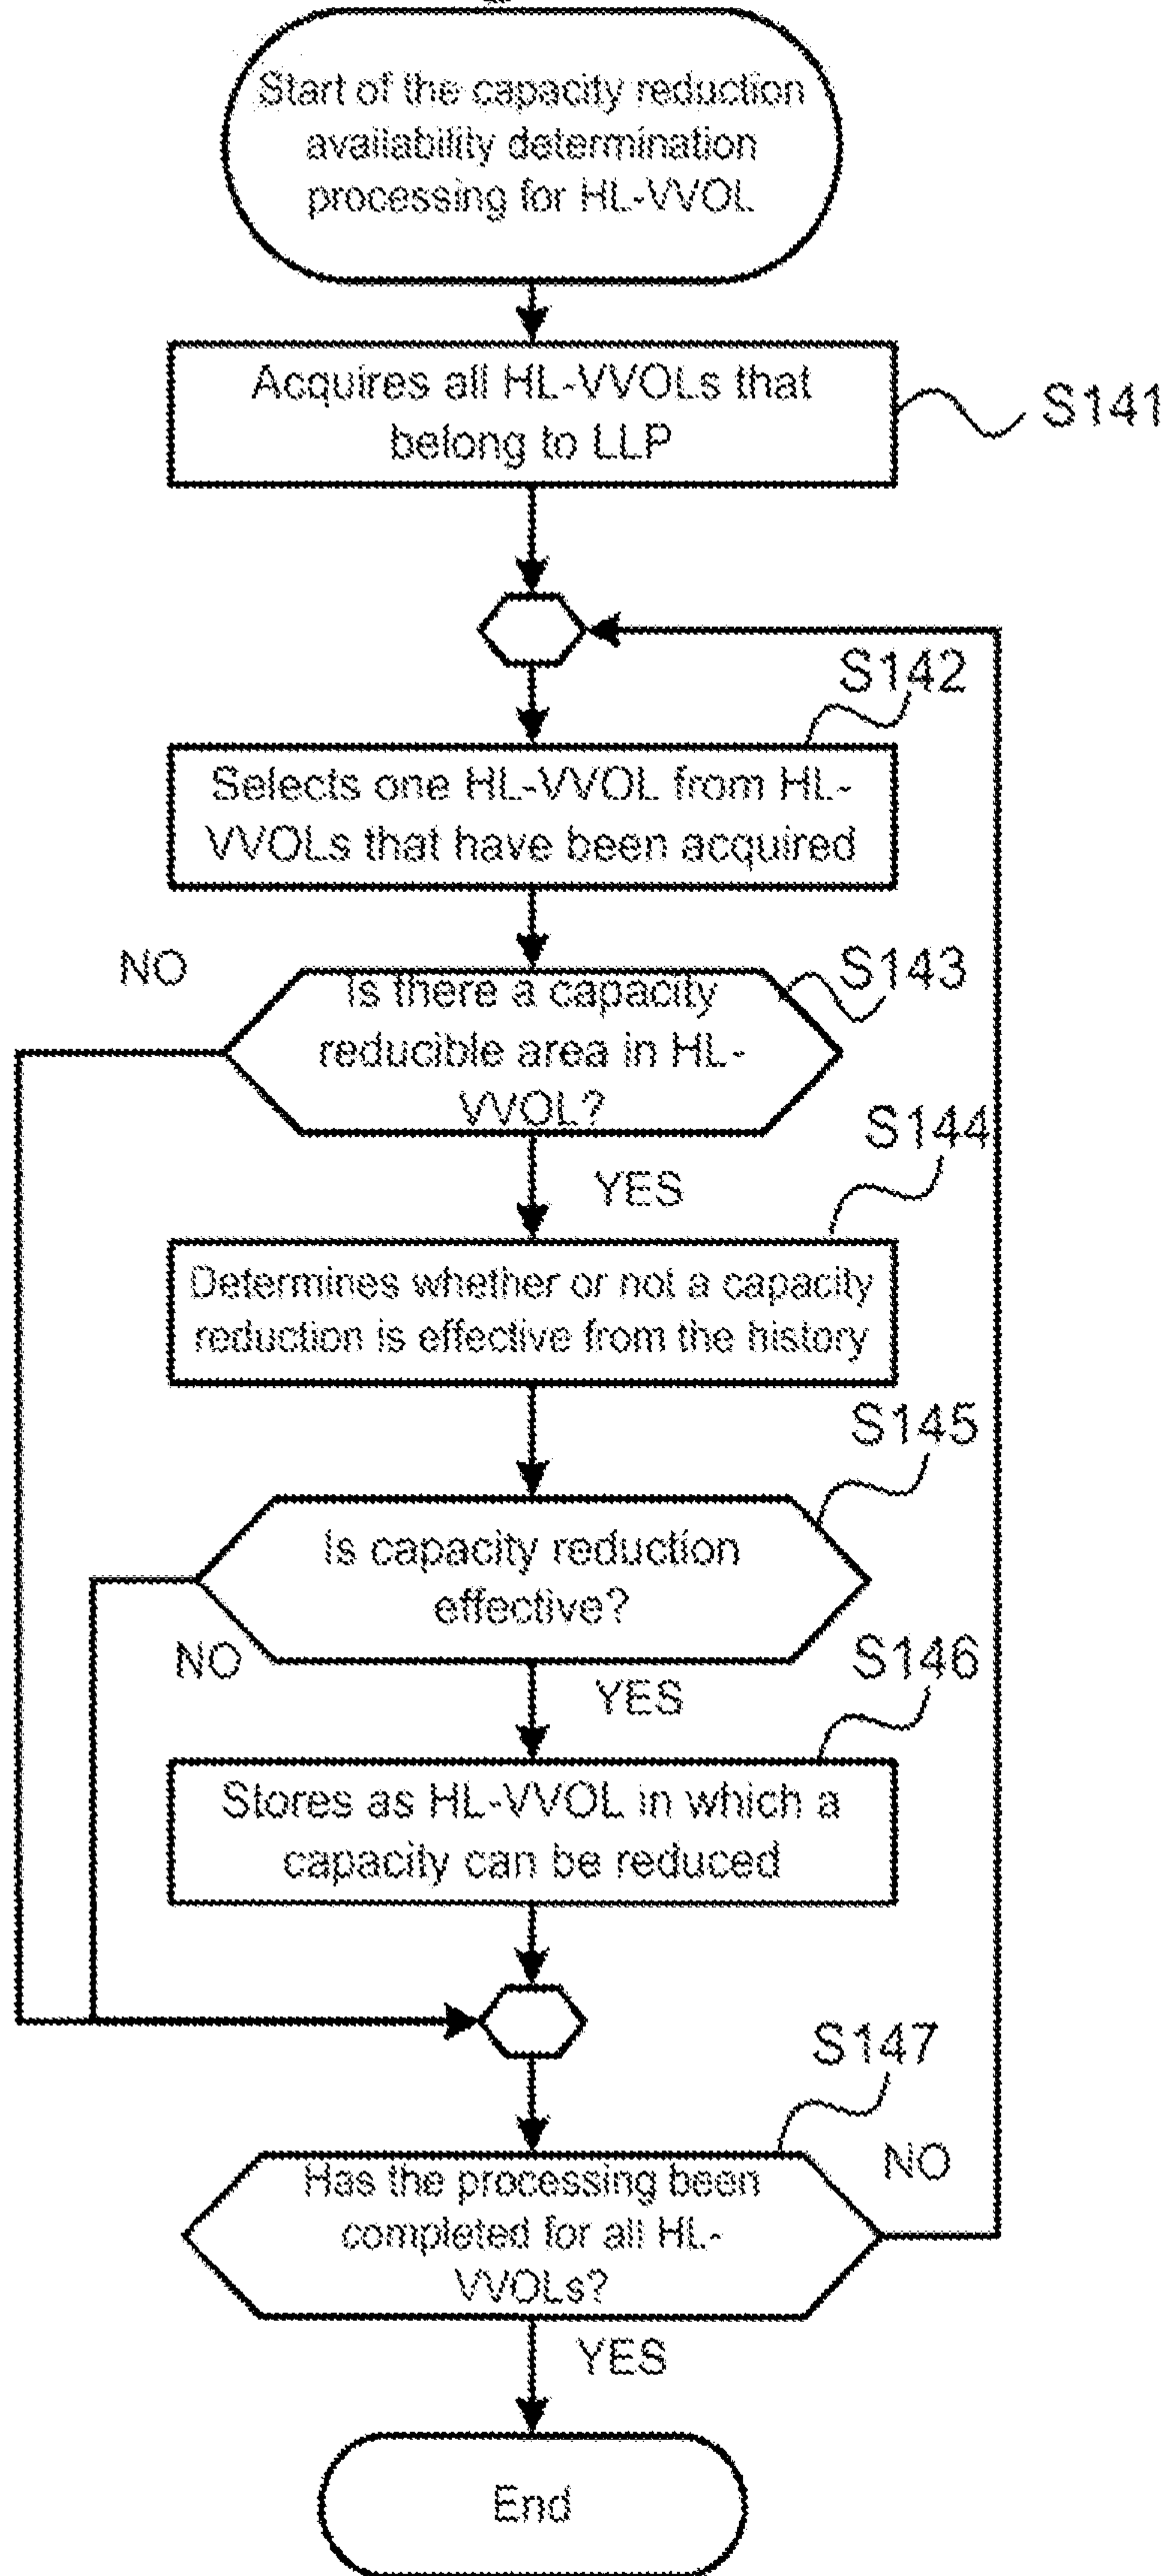 Start of the capacity reduction
availability determination
processing for HL-VVOL
Acquires all HL-VVOLs that
belong to LLP
S141
S142
Selects one HL-VVOL from HL-
VVOLs that have been acquired
NO
S143
Is there a capacity
reducible area in HL-
VVOL?
S144
YES
Determines whether or not a capacity
reduction is effective from the history
S145
Is capacity reduction
effective?
NO
S146
YES
Stores as HL-VVOL in which a
capacity can be reduced
S147
NO
Has the processing been
completed for all HL-
VVOLs?
YES
End